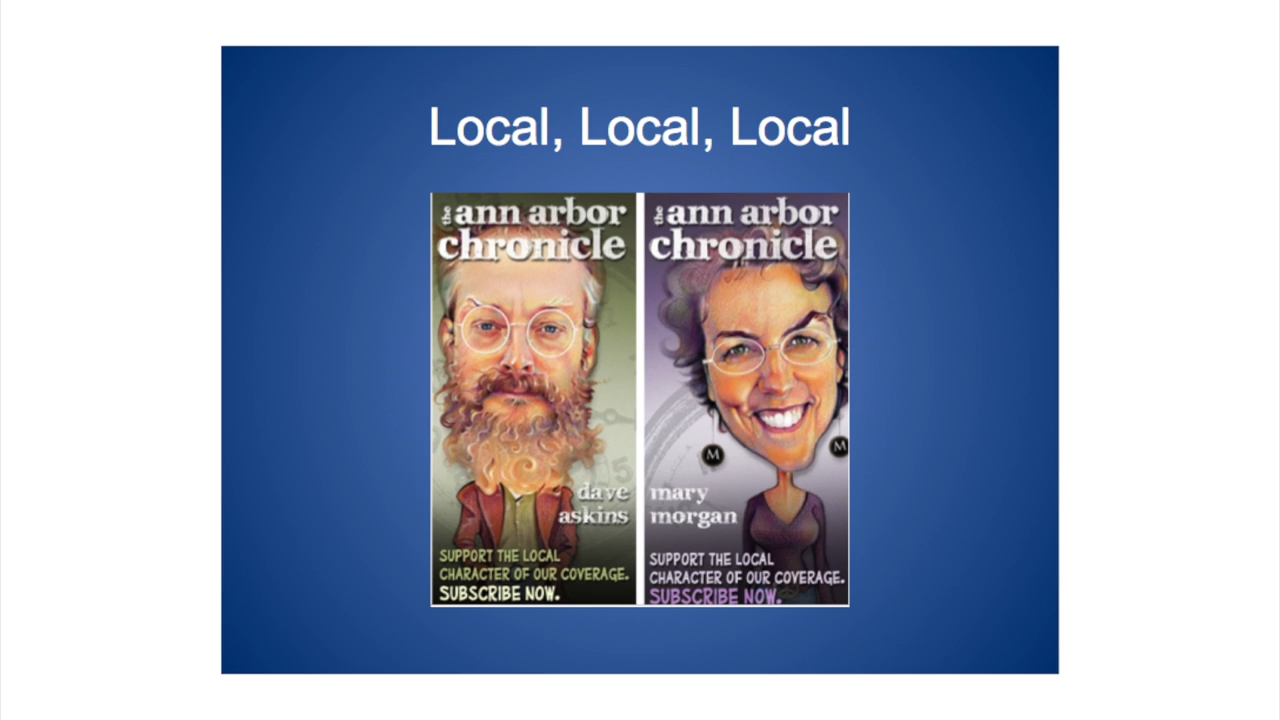 Local, Local, Local
the ann arbor
chronicle
dave
askins
SUPPORT THE LOCAL
CHARACTER OF OUR COVERAGE.
SUBSCRIBE NOW.
the ann arbor
chronicle
M
M
mary
morgan
SUPPORT THE LOCAL
CHARACTER OF OUR COVERAGE.
SUBSCRIBE NOW.